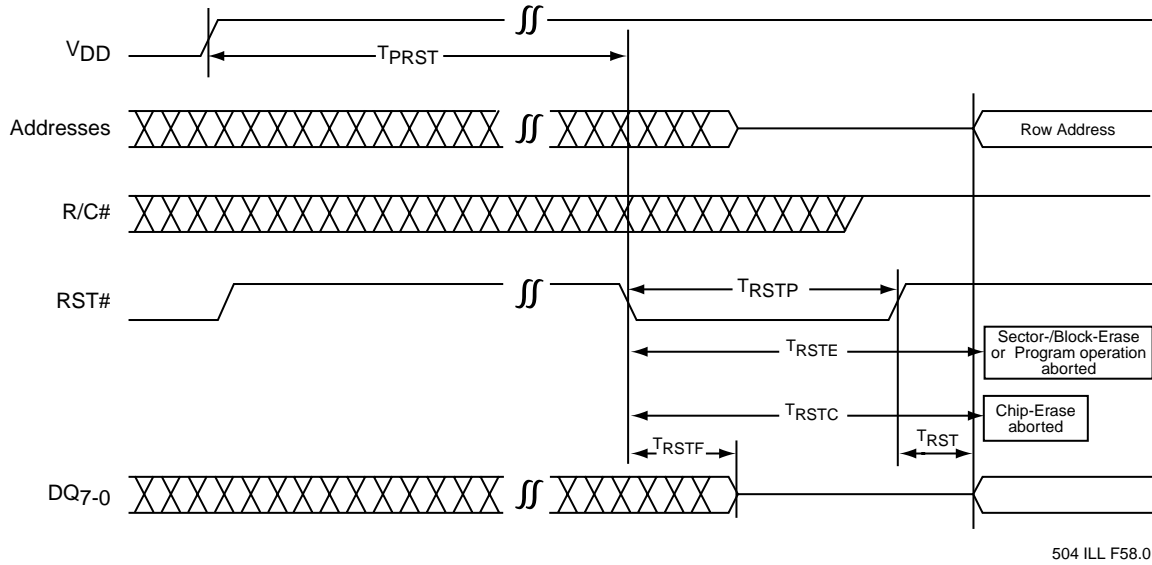 VDD
TPRST
Addresses
Row Address
R/C#
RST#
TRSTP
TRSTE
Sector-/Block-Erase
or Program operation
aborted
TRSTC
Chip-Erase
aborted
TRSTF
TRST
DQ7-0
504 ILL F58.0